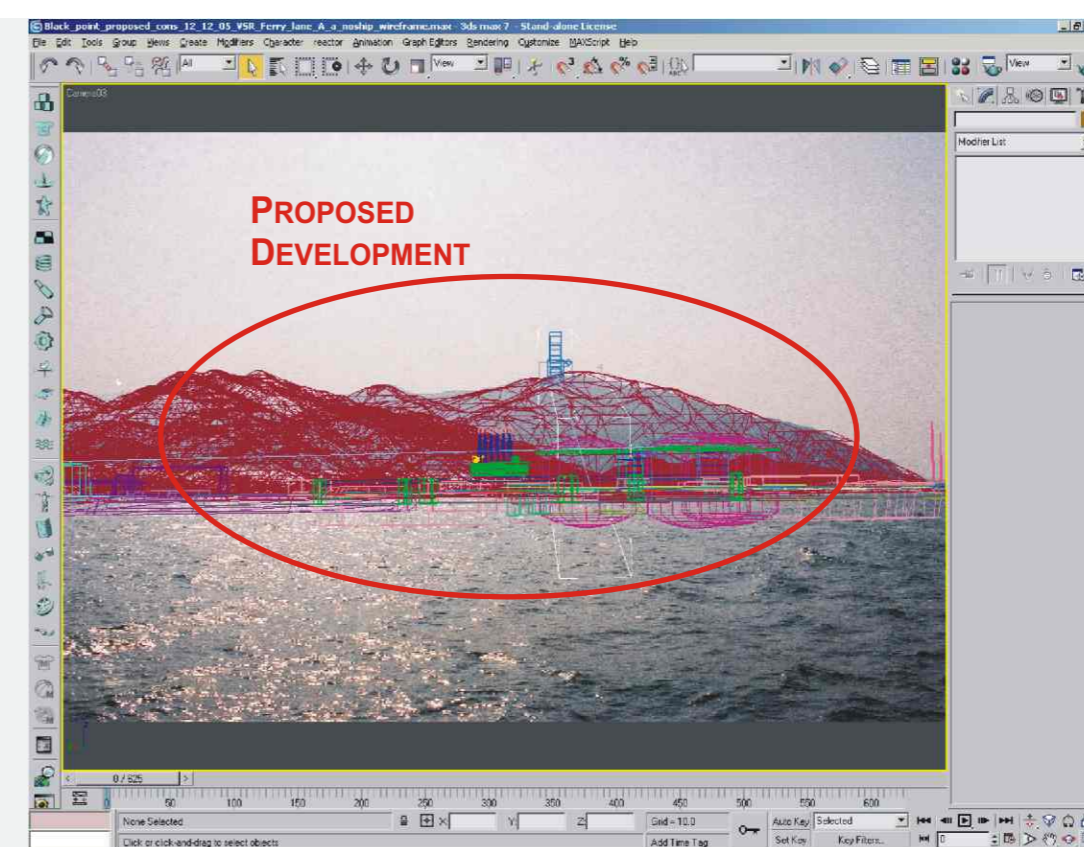 Black_point_proposed_cons_12_12_05_VSR_Ferry_lane_A_a_noship_wireframe.max - 3ds max 7 - Stand-alone License
File Edit Tools Group Views Create Modifiers Character reactor Animation Graph Editors Rendering Customize MAXScript Help
All View View
Camera03
Modifier List
PROPOSED
DEVELOPMENT
0 / 625
0 50 100 150 200 250 300 350 400 450 500 550 600
None Selected X: Y: Z: Grid = 10.0 Auto Key Selected
Click or click-and-drag to select objects Add Time Tag Set Key Key Filters... 0